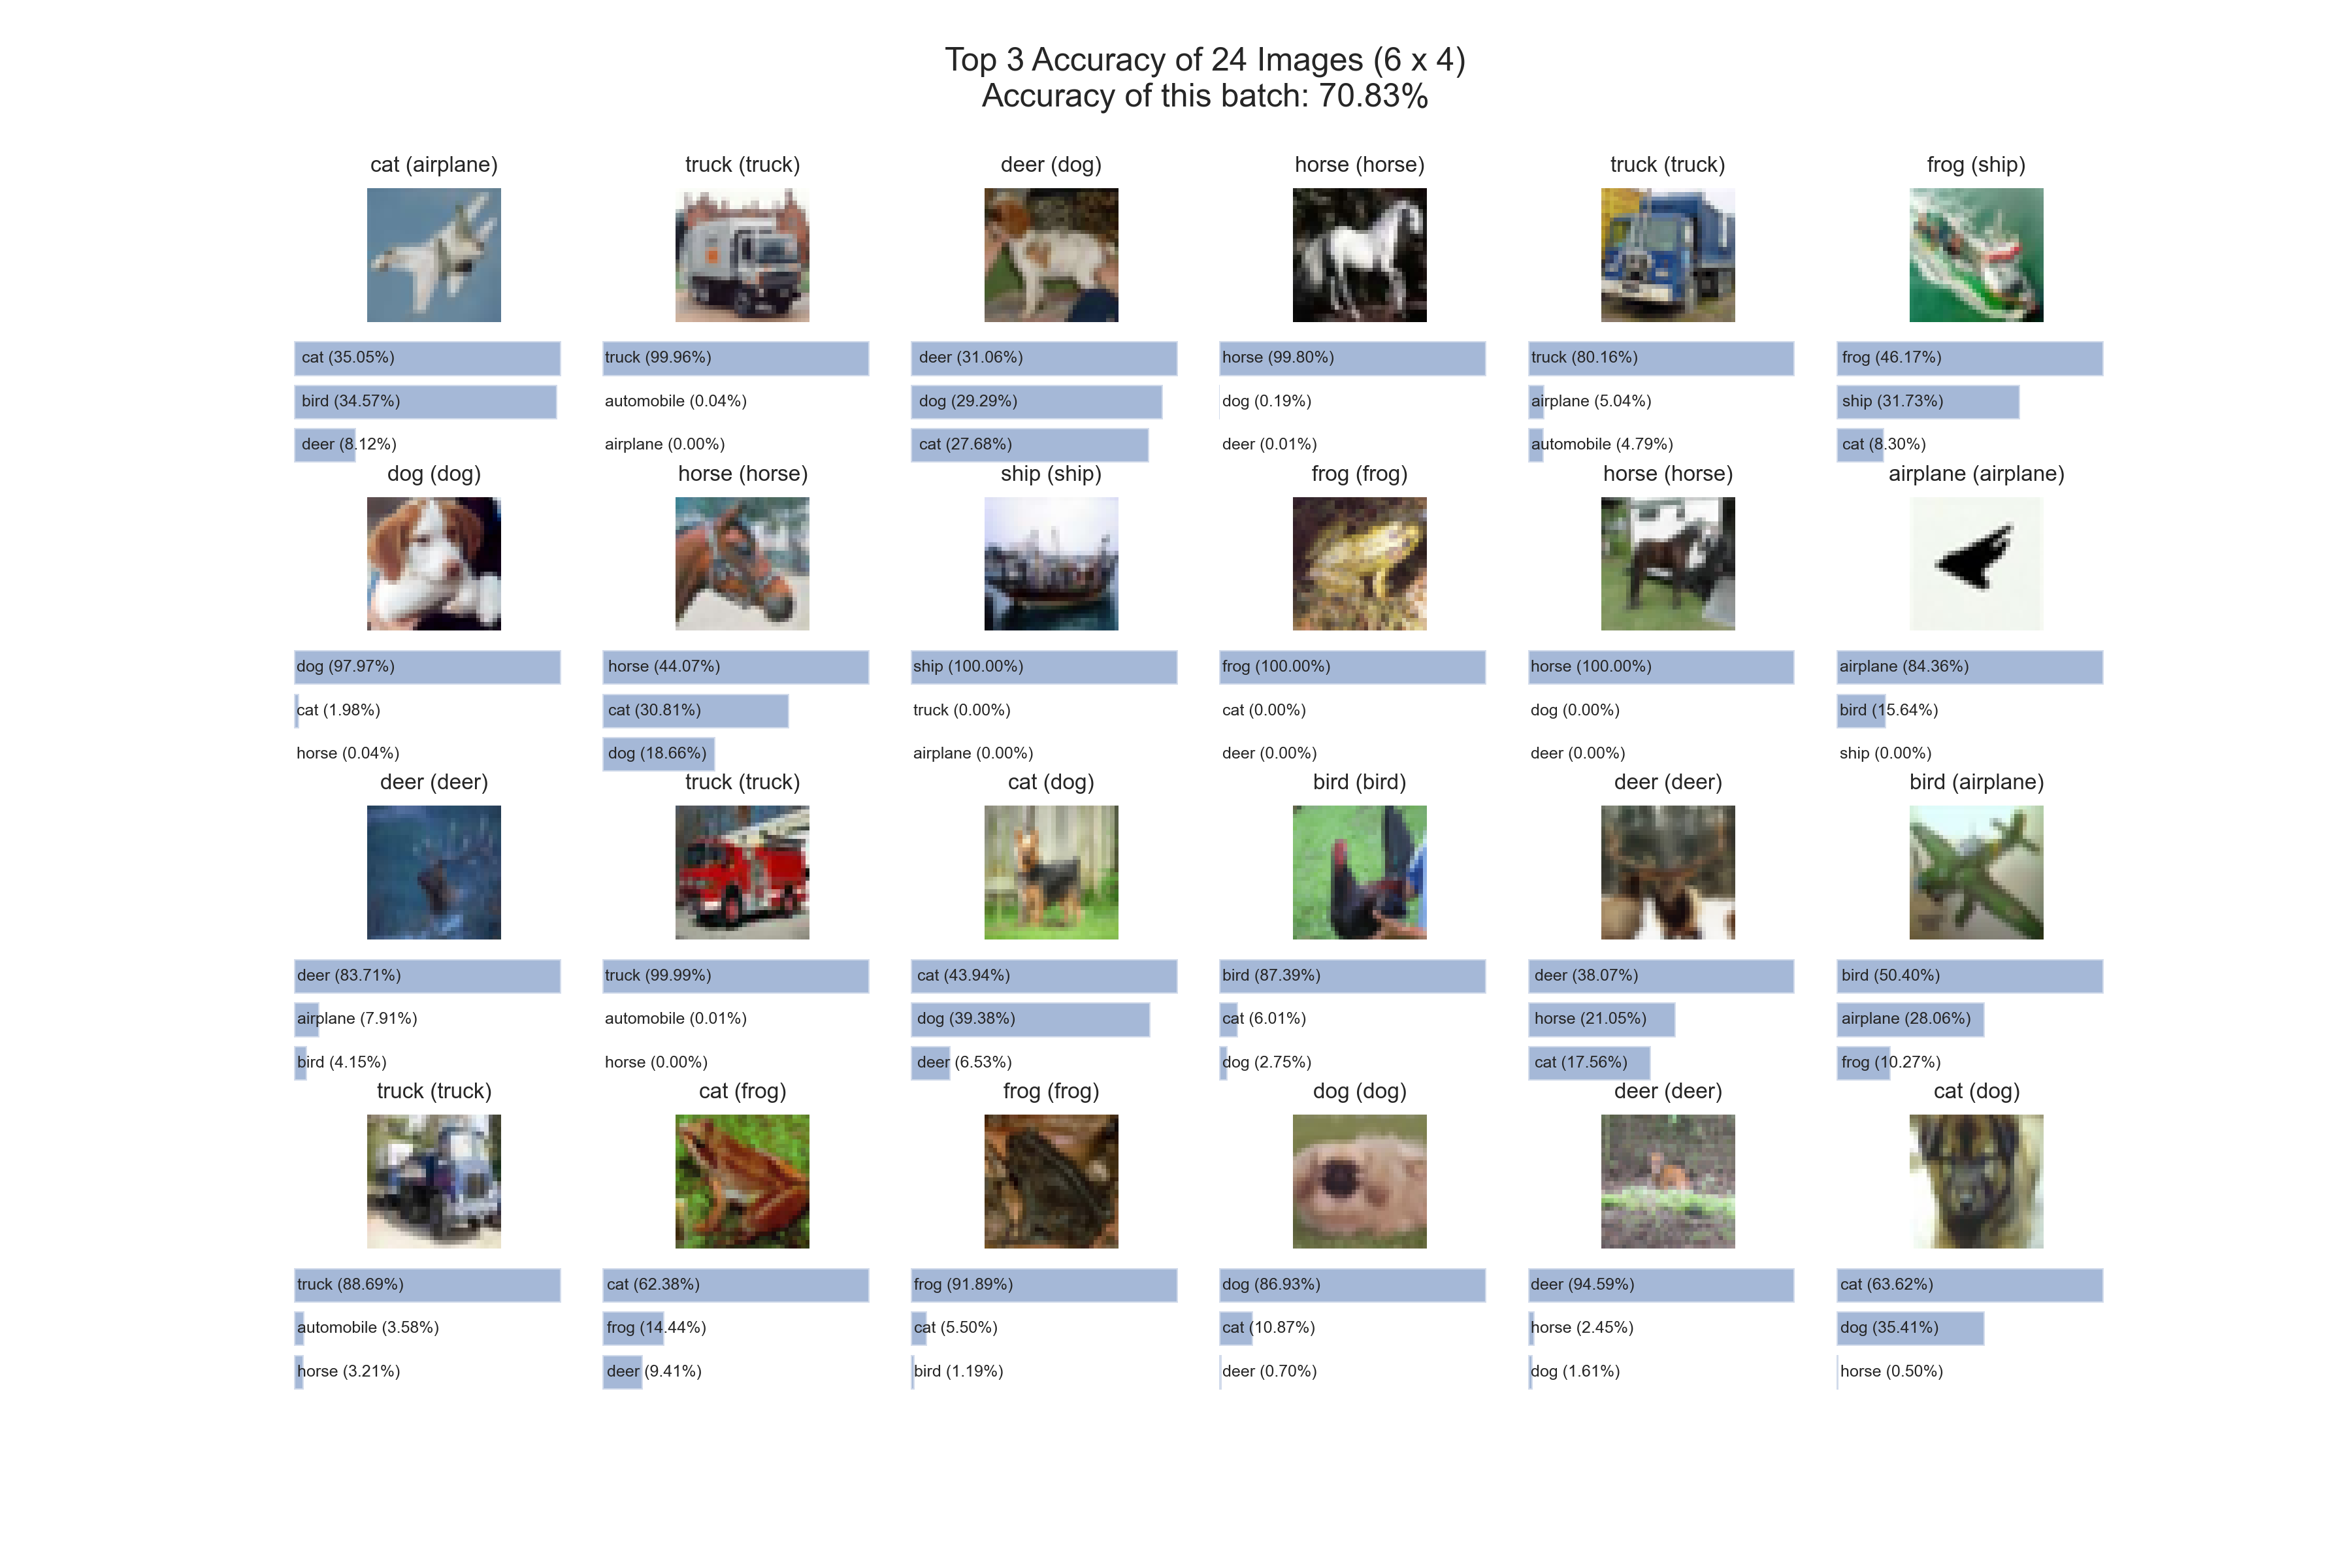 Top 3 Accuracy of 24 Images (6 x 4)
Accuracy of this batch: 70.83%
cat (airplane)
cat (35.05%)
bird (34.57%)
deer (8.12%)
truck (truck)
truck (99.96%)
automobile (0.04%)
airplane (0.00%)
deer (dog)
deer (31.06%)
dog (29.29%)
cat (27.68%)
horse (horse)
horse (99.80%)
dog (0.19%)
deer (0.01%)
truck (truck)
truck (80.16%)
airplane (5.04%)
automobile (4.79%)
frog (ship)
frog (46.17%)
ship (31.73%)
cat (8.30%)
dog (dog)
dog (97.97%)
cat (1.98%)
horse (0.04%)
horse (horse)
horse (44.07%)
cat (30.81%)
dog (18.66%)
ship (ship)
ship (100.00%)
truck (0.00%)
airplane (0.00%)
frog (frog)
frog (100.00%)
cat (0.00%)
deer (0.00%)
horse (horse)
horse (100.00%)
dog (0.00%)
deer (0.00%)
airplane (airplane)
airplane (84.36%)
bird (15.64%)
ship (0.00%)
deer (deer)
deer (83.71%)
airplane (7.91%)
bird (4.15%)
truck (truck)
truck (99.99%)
automobile (0.01%)
horse (0.00%)
cat (dog)
cat (43.94%)
dog (39.38%)
deer (6.53%)
bird (bird)
bird (87.39%)
cat (6.01%)
dog (2.75%)
deer (deer)
deer (38.07%)
horse (21.05%)
cat (17.56%)
bird (airplane)
bird (50.40%)
airplane (28.06%)
frog (10.27%)
truck (truck)
truck (88.69%)
automobile (3.58%)
horse (3.21%)
cat (frog)
cat (62.38%)
frog (14.44%)
deer (9.41%)
frog (frog)
frog (91.89%)
cat (5.50%)
bird (1.19%)
dog (dog)
dog (86.93%)
cat (10.87%)
deer (0.70%)
deer (deer)
deer (94.59%)
horse (2.45%)
dog (1.61%)
cat (dog)
cat (63.62%)
dog (35.41%)
horse (0.50%)